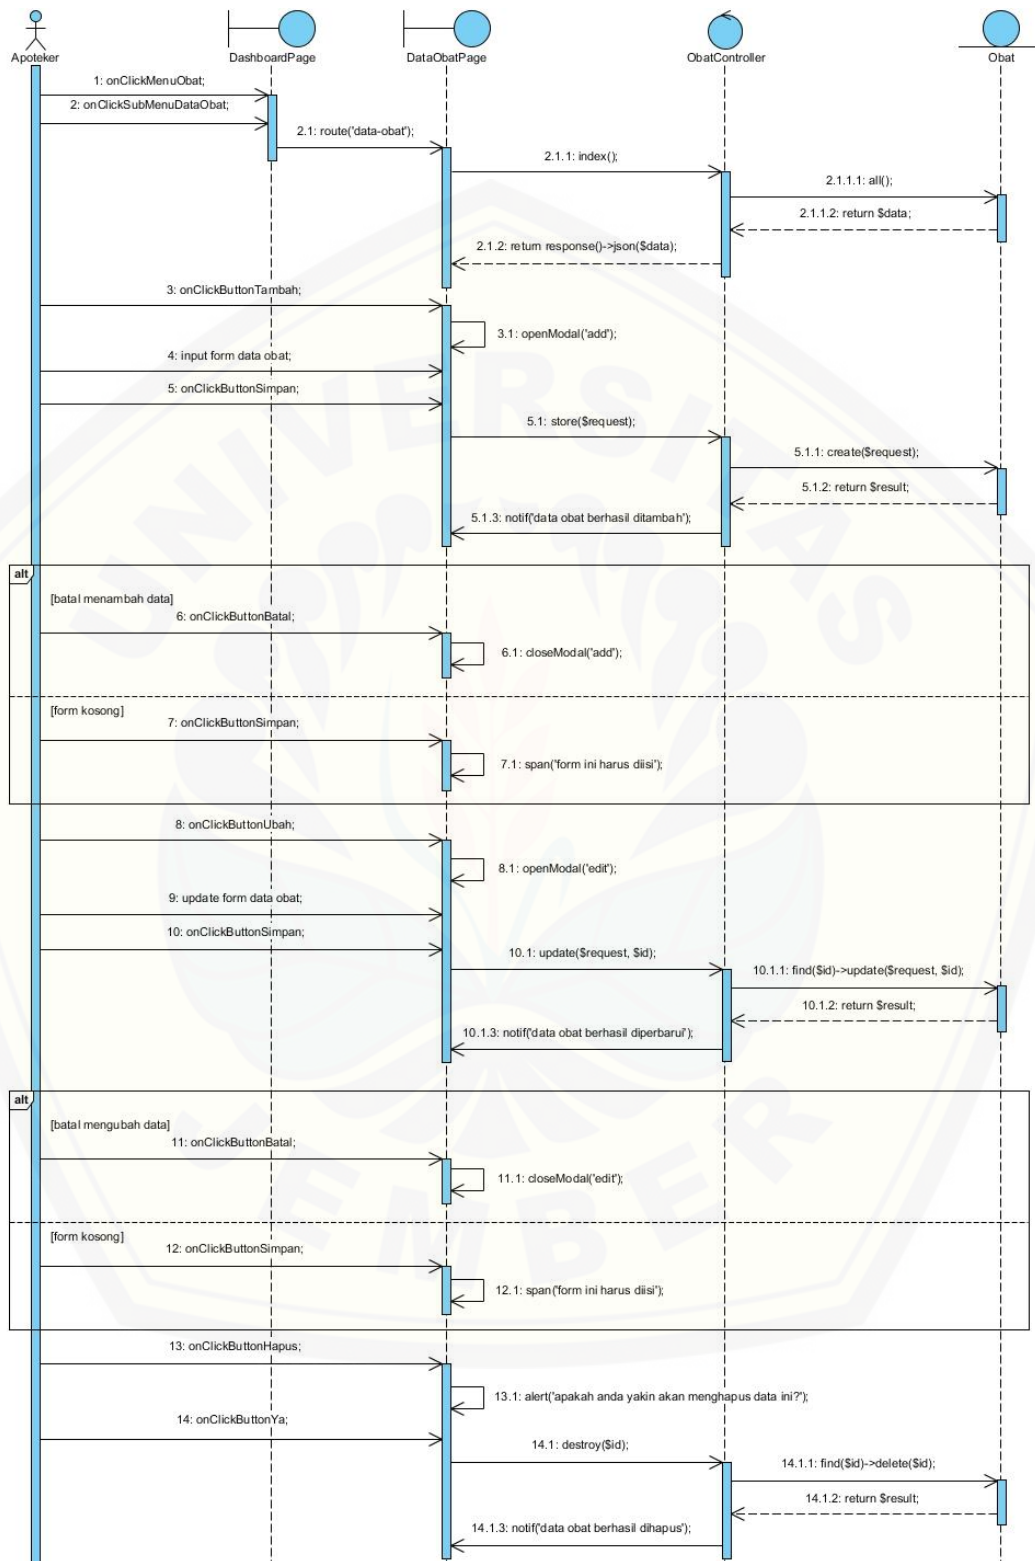 Apoteker
DashboardPage
DataObatPage
ObatController
Obat
1: onClickMenuObat;
2: onClickSubMenuDataObat;
2.1: route('data-obat');
2.1.1: index();
2.1.1.1: all();
2.1.1.2: return $data;
2.1.2: return response()->json($data);
3: onClickButtonTambah;
3.1: openModal('add');
4: input form data obat;
5: onClickButtonSimpan;
5.1: store($request);
5.1.1: create($request);
5.1.2: return $result;
5.1.3: notif('data obat berhasil ditambah');
alt
[batal menambah data]
6: onClickButtonBatal;
6.1: closeModal('add');
[form kosong]
7: onClickButtonSimpan;
7.1: span('form ini harus diisi');
8: onClickButtonUbah;
8.1: openModal('edit');
9: update form data obat;
10: onClickButtonSimpan;
10.1: update($request, $id);
10.1.1: find($id)->update($request, $id);
10.1.2: return $result;
10.1.3: notif('data obat berhasil diperbarui');
alt
[batal mengubah data]
11: onClickButtonBatal;
11.1: closeModal('edit');
[form kosong]
12: onClickButtonSimpan;
12.1: span('form ini harus diisi');
13: onClickButtonHapus;
13.1: alert('apakah anda yakin akan menghapus data ini?');
14: onClickButtonYa;
14.1: destroy($id);
14.1.1: find($id)->delete($id);
14.1.2: return $result;
14.1.3: notif('data obat berhasil dihapus');
UNIVERSITAS
JEMBER